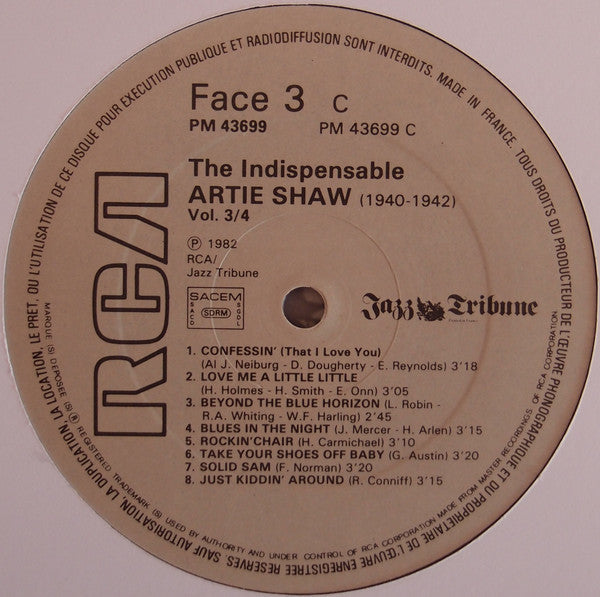 OU L'UTILISATION DE CE DISQUE POUR EXECUTION PUBLIQUE ET RADIODIFFUSION SONT INTERDITS. MADE IN FRANCE. TOUS DROITS DU PRODUCTEUR DE L'ŒUVRE PHONOGRAPHIQUE ET DU PROPRIETAIRE DE L'ŒUVRE ENREGISTREE RESERVES. SAUF AUTORISATION, LA DUPLICATION, LA LOCATION, LE PRET,
MARQUE (S) DEPOSEE (S) ® REGISTERED TRADEMARK (S) USED BY AUTHORITY AND UNDER CONTROL OF RCA CORPORATION MADE FROM MASTER RECORDINGS OF RCA CORPORATION
RCA
Face 3 C
PM 43699 PM 43699 C
The Indispensable
ARTIE SHAW (1940-1942)
Vol. 3/4
℗ 1982
RCA/
Jazz Tribune
SACEM
SACD SDRM SGDL
Jazz Tribune
1. CONFESSIN' (That I Love You)
(Al J. Neiburg - D. Dougherty - E. Reynolds) 3'18
2. LOVE ME A LITTLE LITTLE
(H. Holmes - H. Smith - E. Onn) 3'05
3. BEYOND THE BLUE HORIZON (L. Robin -
R.A. Whiting - W.F. Harling) 2'45
4. BLUES IN THE NIGHT (J. Mercer - H. Arlen) 3'15
5. ROCKIN'CHAIR (H. Carmichael) 3'10
6. TAKE YOUR SHOES OFF BABY (G. Austin) 3'20
7. SOLID SAM (F. Norman) 3'20
8. JUST KIDDIN' AROUND (R. Conniff) 3'15